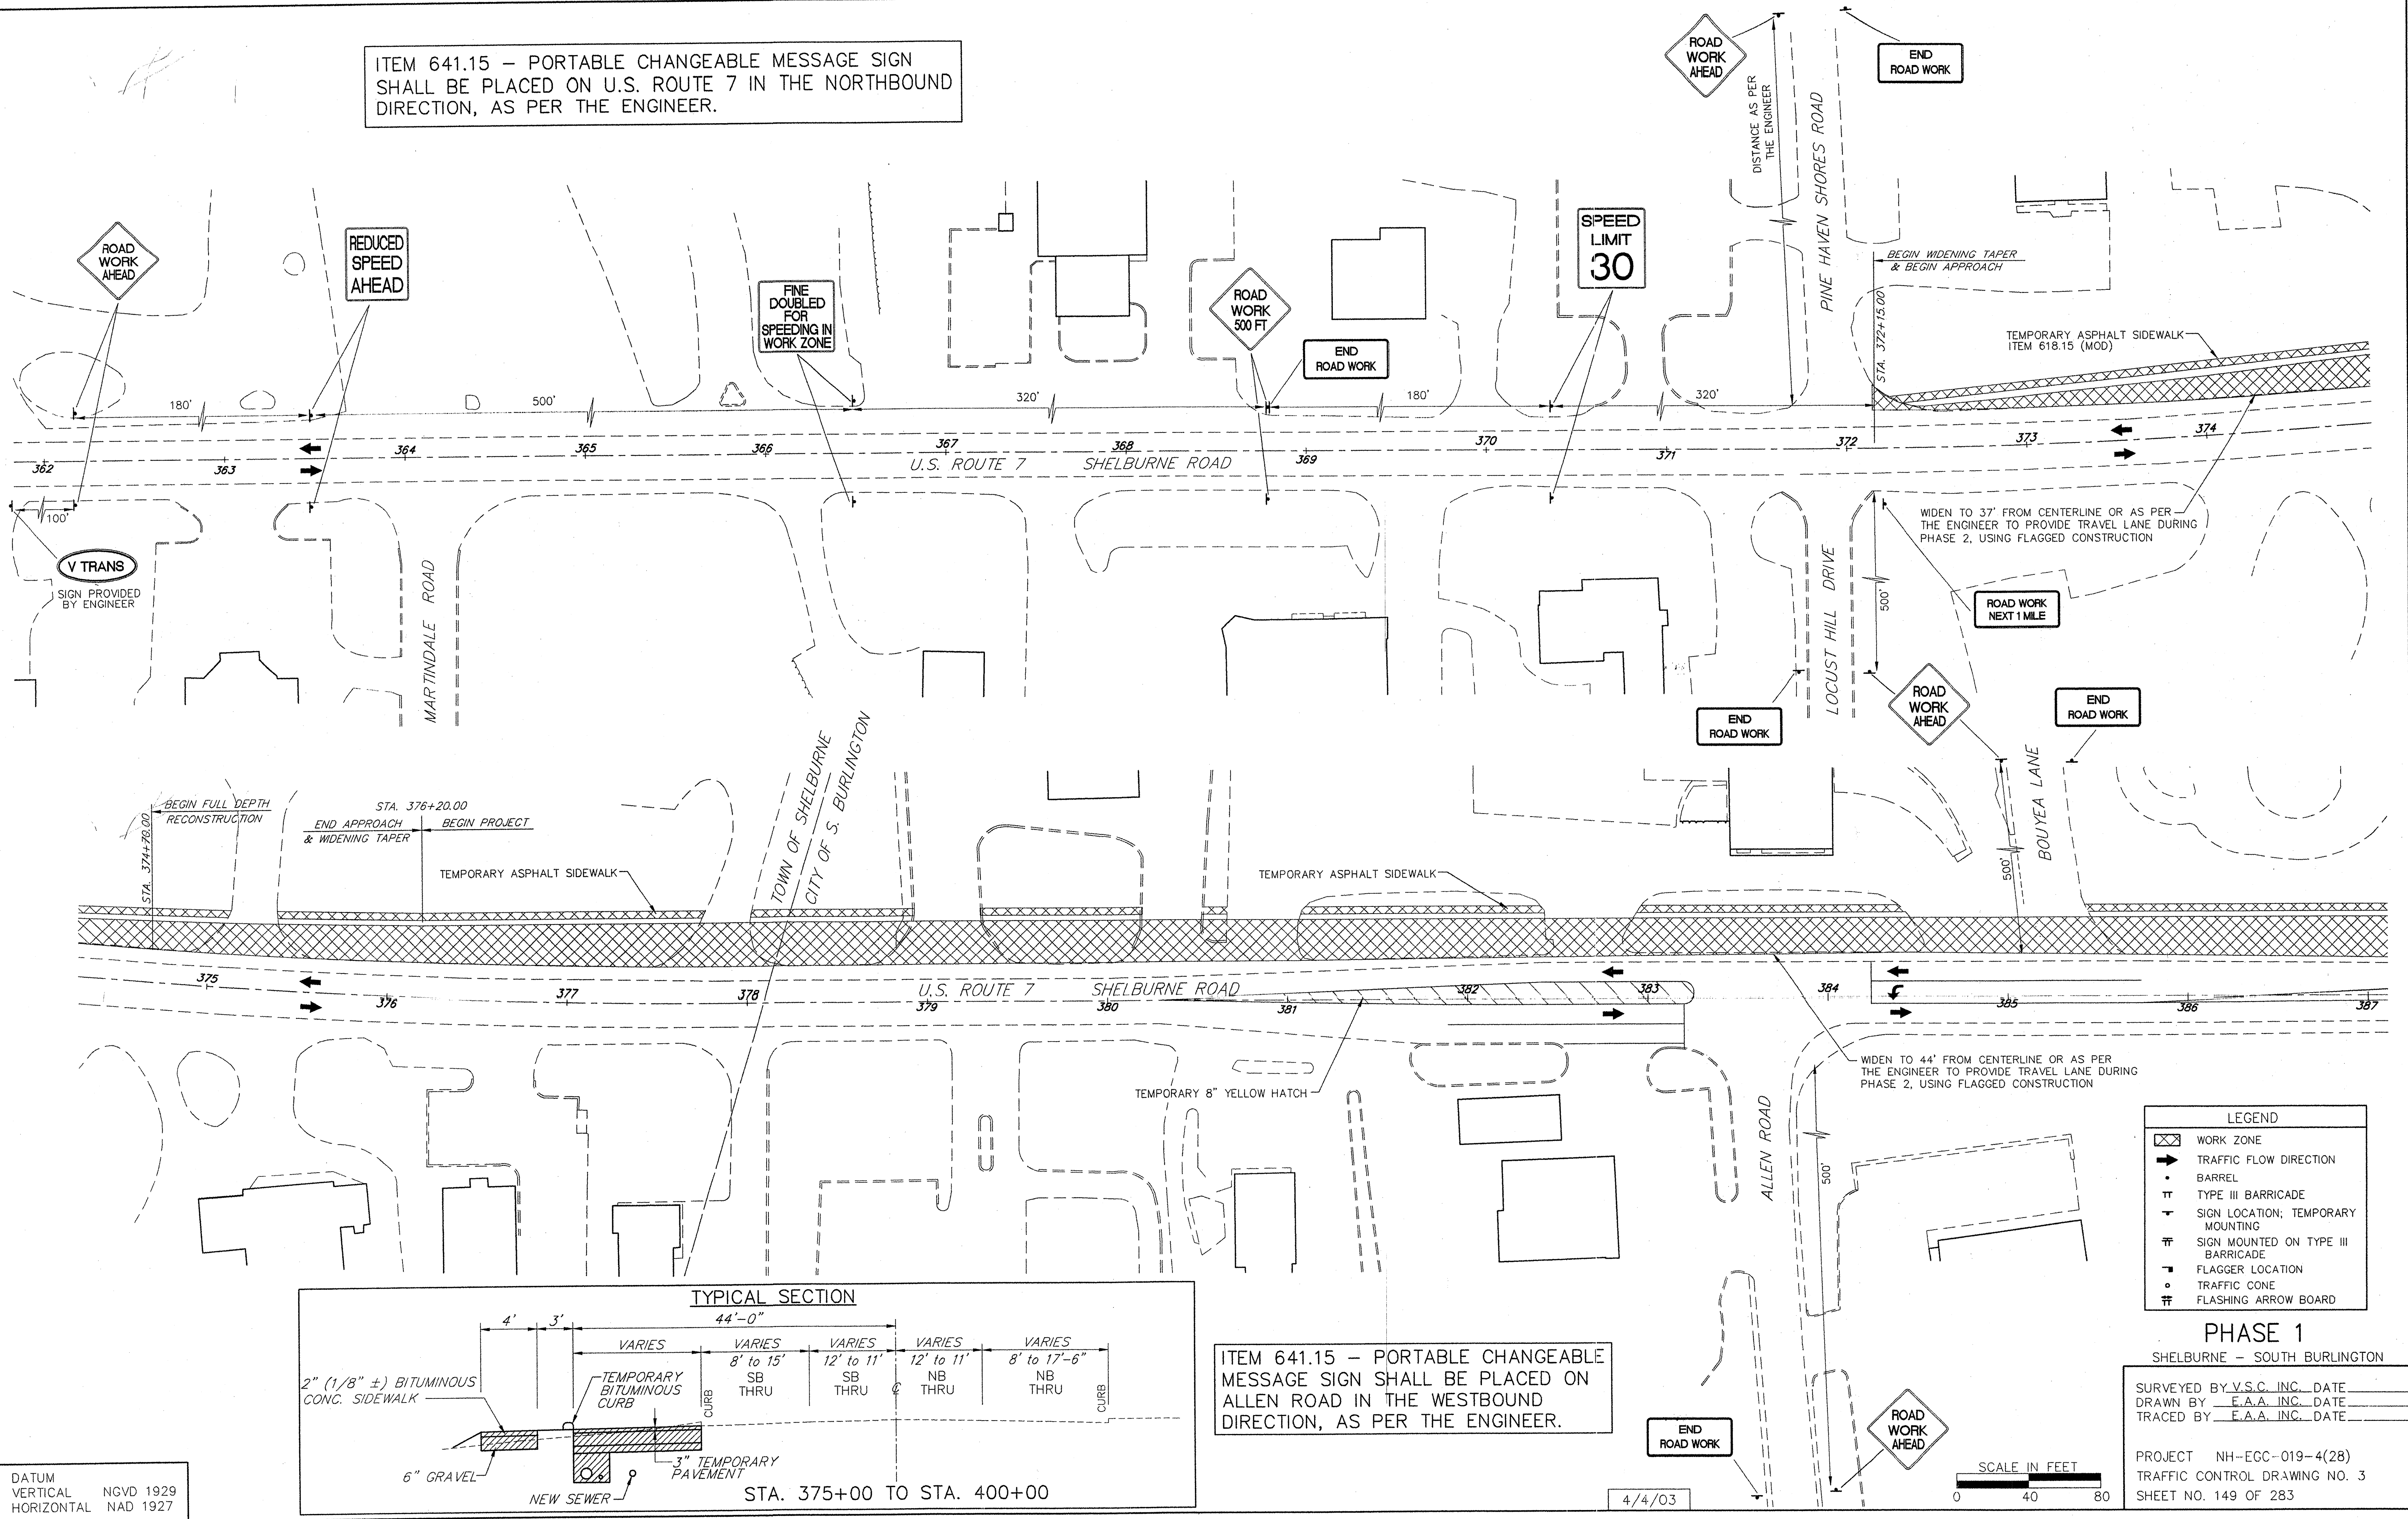 ITEM 641.15 – PORTABLE CHANGEABLE MESSAGE SIGN
SHALL BE PLACED ON U.S. ROUTE 7 IN THE NORTHBOUND
DIRECTION, AS PER THE ENGINEER.
ROAD
WORK
AHEAD
END
ROAD WORK
DISTANCE AS PER
THE ENGINEER
PINE HAVEN SHORES ROAD
ROAD
WORK
AHEAD
REDUCED
SPEED
AHEAD
FINE
DOUBLED
FOR
SPEEDING IN
WORK ZONE
ROAD
WORK
500 FT
END
ROAD WORK
SPEED
LIMIT
30
BEGIN WIDENING TAPER
& BEGIN APPROACH
STA. 372+15.00
TEMPORARY ASPHALT SIDEWALK
ITEM 618.15 (MOD)
180'
500'
320'
180'
320'
362
363
364
365
366
367
368
369
370
371
372
373
374
U.S. ROUTE 7
SHELBURNE ROAD
100'
V TRANS
SIGN PROVIDED
BY ENGINEER
MARTINDALE ROAD
LOCUST HILL DRIVE
500'
WIDEN TO 37' FROM CENTERLINE OR AS PER
THE ENGINEER TO PROVIDE TRAVEL LANE DURING
PHASE 2, USING FLAGGED CONSTRUCTION
ROAD WORK
NEXT 1 MILE
END
ROAD WORK
ROAD
WORK
AHEAD
END
ROAD WORK
BOUYEA LANE
500'
BEGIN FULL DEPTH
RECONSTRUCTION
STA. 374+70.00
STA. 376+20.00
END APPROACH
& WIDENING TAPER
BEGIN PROJECT
TEMPORARY ASPHALT SIDEWALK
TOWN OF SHELBURNE
CITY OF S. BURLINGTON
TEMPORARY ASPHALT SIDEWALK
375
376
377
378
379
380
381
382
383
384
385
386
387
U.S. ROUTE 7
SHELBURNE ROAD
TEMPORARY 8" YELLOW HATCH
WIDEN TO 44' FROM CENTERLINE OR AS PER
THE ENGINEER TO PROVIDE TRAVEL LANE DURING
PHASE 2, USING FLAGGED CONSTRUCTION
ALLEN ROAD
500'
LEGEND
WORK ZONE
TRAFFIC FLOW DIRECTION
BARREL
TYPE III BARRICADE
SIGN LOCATION; TEMPORARY
MOUNTING
SIGN MOUNTED ON TYPE III
BARRICADE
FLAGGER LOCATION
TRAFFIC CONE
FLASHING ARROW BOARD
TYPICAL SECTION
4'
3'
44'-0"
VARIES
VARIES
8' to 15'
SB
THRU
VARIES
12' to 11'
SB
THRU
VARIES
12' to 11'
NB
THRU
VARIES
8' to 17'-6"
NB
THRU
CURB
CURB
2" (1/8" ±) BITUMINOUS
CONC. SIDEWALK
TEMPORARY
BITUMINOUS
CURB
6" GRAVEL
3" TEMPORARY
PAVEMENT
NEW SEWER
STA. 375+00 TO STA. 400+00
ITEM 641.15 – PORTABLE CHANGEABLE
MESSAGE SIGN SHALL BE PLACED ON
ALLEN ROAD IN THE WESTBOUND
DIRECTION, AS PER THE ENGINEER.
END
ROAD WORK
ROAD
WORK
AHEAD
PHASE 1
SHELBURNE – SOUTH BURLINGTON
SURVEYED BY V.S.C. INC. DATE
DRAWN BY E.A.A. INC. DATE
TRACED BY E.A.A. INC. DATE
PROJECT NH-EGC-019-4(28)
TRAFFIC CONTROL DRAWING NO. 3
SHEET NO. 149 OF 283
SCALE IN FEET
0 40 80
4/4/03
DATUM
VERTICAL NGVD 1929
HORIZONTAL NAD 1927